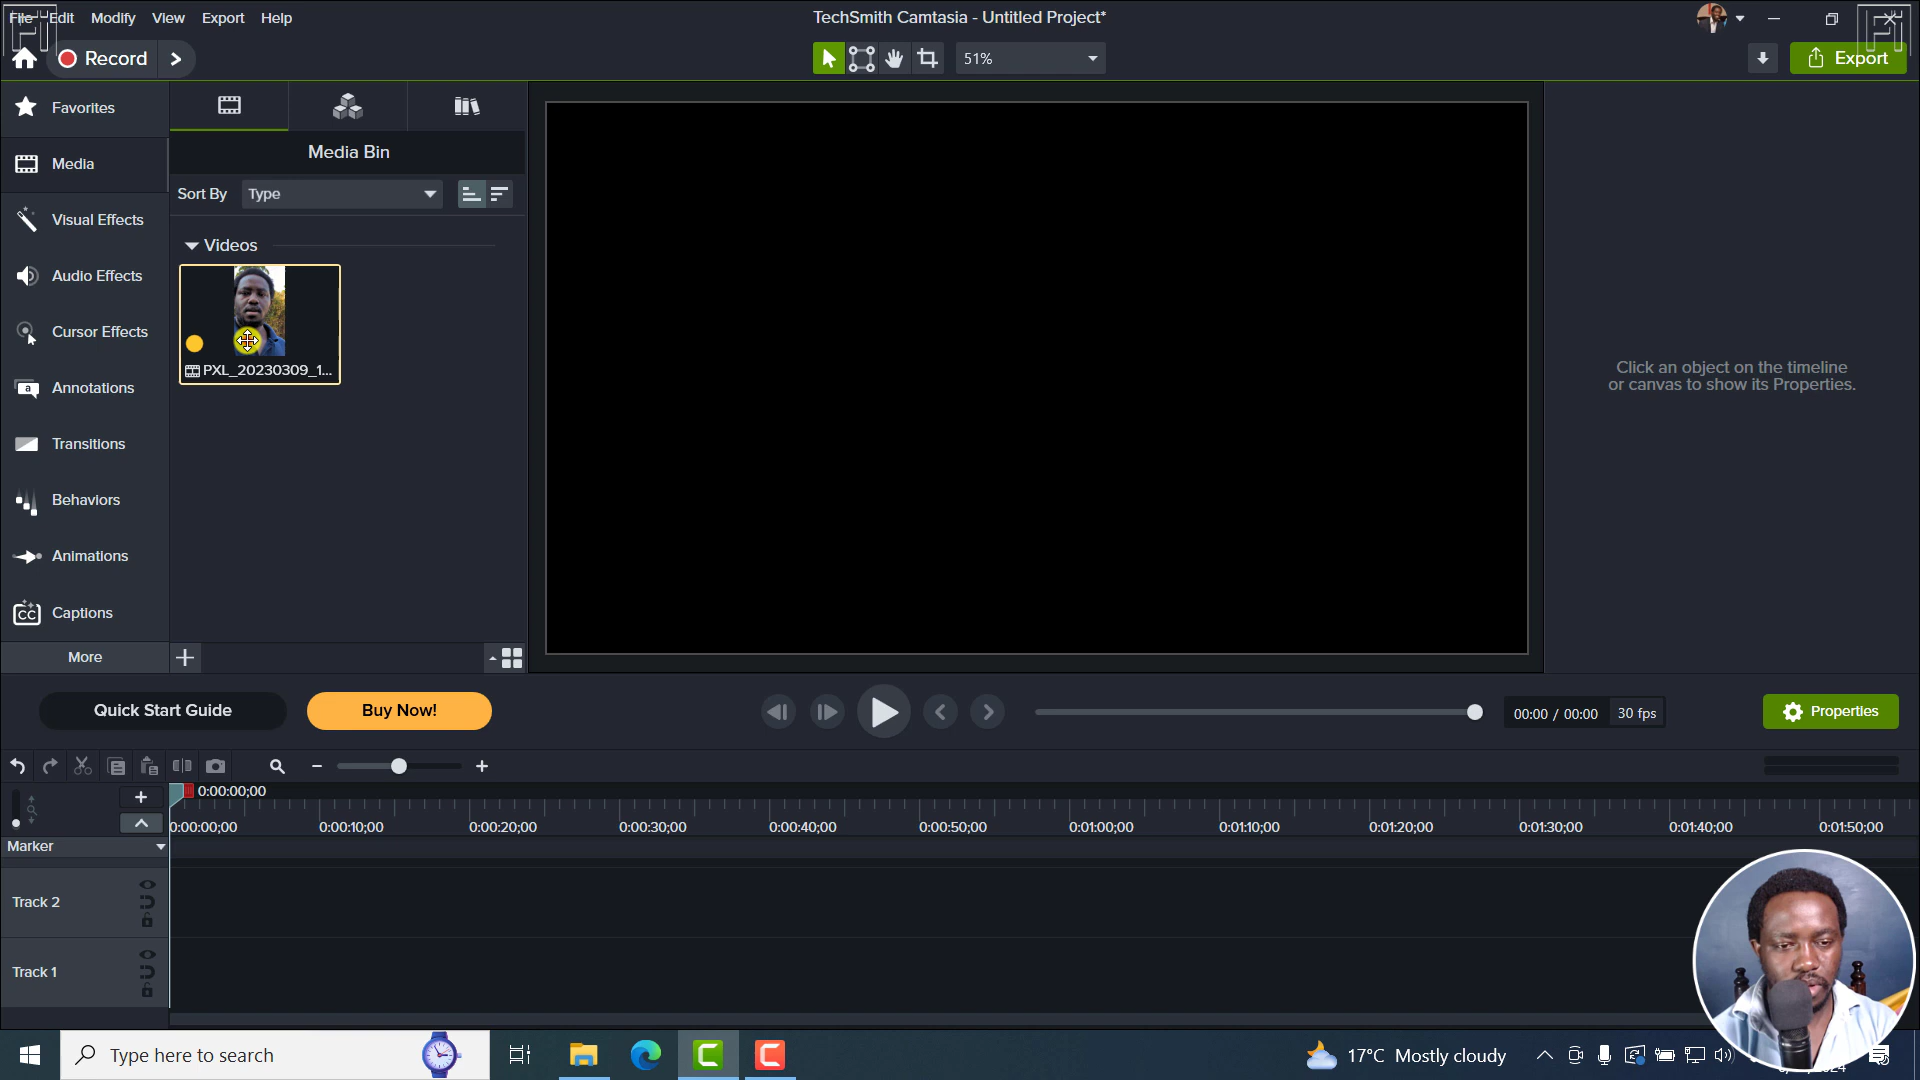 File Edit Modify View Export Help
TechSmith Camtasia - Untitled Project*
Record
51%
Export
Favorites
Media
Visual Effects
Audio Effects
Cursor Effects
Annotations
Transitions
Behaviors
Animations
Captions
More
Media Bin
Sort By Type
Videos
PXL_20230309_1...
Click an object on the timeline
or canvas to show its Properties.
Quick Start Guide
Buy Now!
00:00 / 00:00 30 fps
Properties
0:00:00;00
0:00:00;00 0:00:10;00 0:00:20;00 0:00:30;00 0:00:40;00 0:00:50;00 0:01:00;00 0:01:10;00 0:01:20;00 0:01:30;00 0:01:40;00 0:01:50;00
Marker
Track 2
Track 1
Type here to search
17°C Mostly cloudy